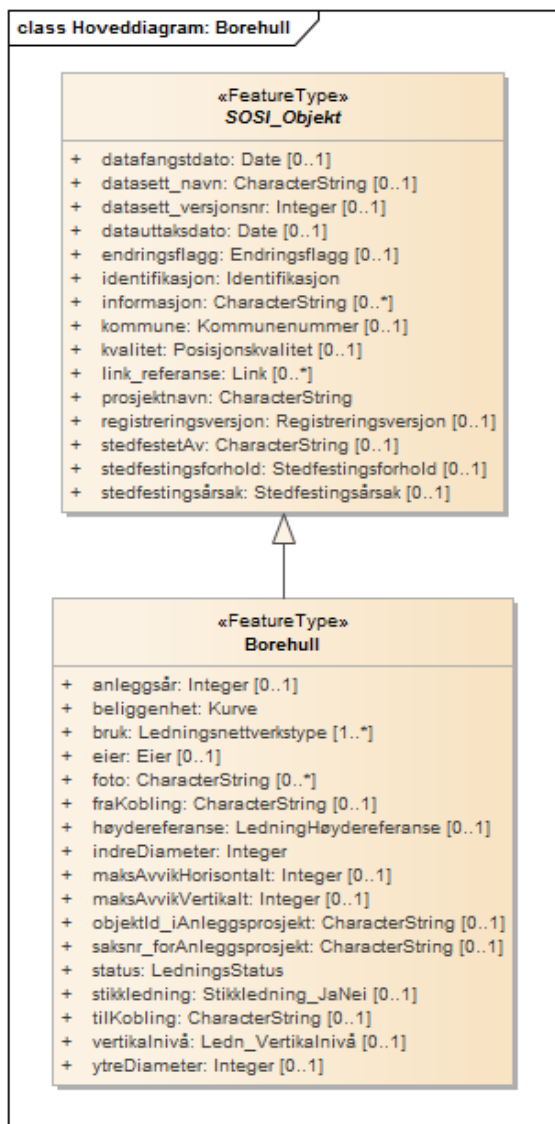 class Hoveddiagram: Borehull
«FeatureType»
SOSI_Objekt
+ datafangstdato: Date [0..1]
+ datasett_navn: CharacterString [0..1]
+ datasett_versjonsnr: Integer [0..1]
+ datauttaksdato: Date [0..1]
+ endringsflagg: Endringsflagg [0..1]
+ identifikasjon: Identifikasjon
+ informasjon: CharacterString [0..*]
+ kommune: Kommunenummer [0..1]
+ kvalitet: Posisjonskvalitet [0..1]
+ link_referanse: Link [0..*]
+ prosjektnavn: CharacterString
+ registreringsversjon: Registreringsversjon [0..1]
+ stedfestetAv: CharacterString [0..1]
+ stedfestingsforhold: Stedfestingsforhold [0..1]
+ stedfestingsårsak: Stedfestingsårsak [0..1]
«FeatureType»
Borehull
+ anleggsår: Integer [0..1]
+ beliggenhet: Kurve
+ bruk: Ledningsnettverkstype [1..*]
+ eier: Eier [0..1]
+ foto: CharacterString [0..*]
+ fraKobling: CharacterString [0..1]
+ høydereferanse: LedningHøydereferanse [0..1]
+ indreDiameter: Integer
+ maksAvvikHorisontalt: Integer [0..1]
+ maksAvvikVertikalt: Integer [0..1]
+ objektId_iAnleggsprosjekt: CharacterString [0..1]
+ saksnr_forAnleggsprosjekt: CharacterString [0..1]
+ status: LedningsStatus
+ stikkledning: Stikkledning_JaNei [0..1]
+ tilKobling: CharacterString [0..1]
+ vertikalnivå: Ledn_Vertikalnivå [0..1]
+ ytreDiameter: Integer [0..1]